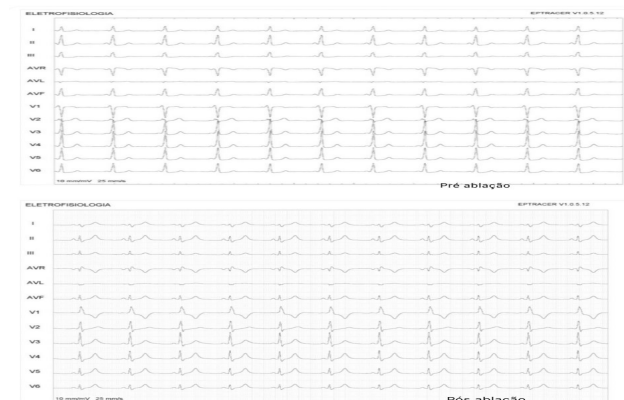 ELETROFISIOLOGIA EPTRACER V1.0.5.12
I
II
III
AVR
AVL
AVF
V1
V2
V3
V4
V5
V6
10 mm/mV 25 mm/s
Pré ablação
ELETROFISIOLOGIA EPTRACER V1.0.5.12
I
II
III
AVR
AVL
AVF
V1
V2
V3
V4
V5
V6
10 mm/mV 25 mm/s
Pós ablação